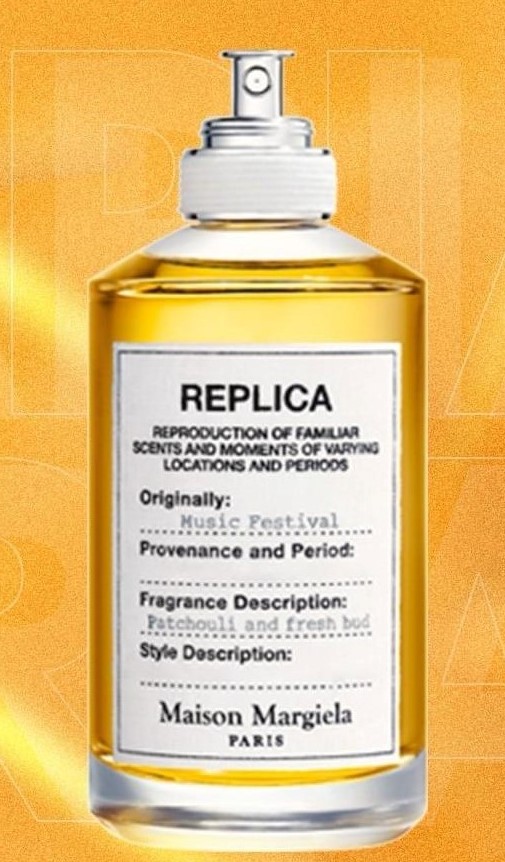 REPLICA
REPRODUCTION OF FAMILIAR
SCENTS AND MOMENTS OF VARYING
LOCATIONS AND PERIODS
Originally:
Music Festival
Provenance and Period:
Fragrance Description:
Patchouli and fresh bud
Style Description:
Maison Margiela
PARIS